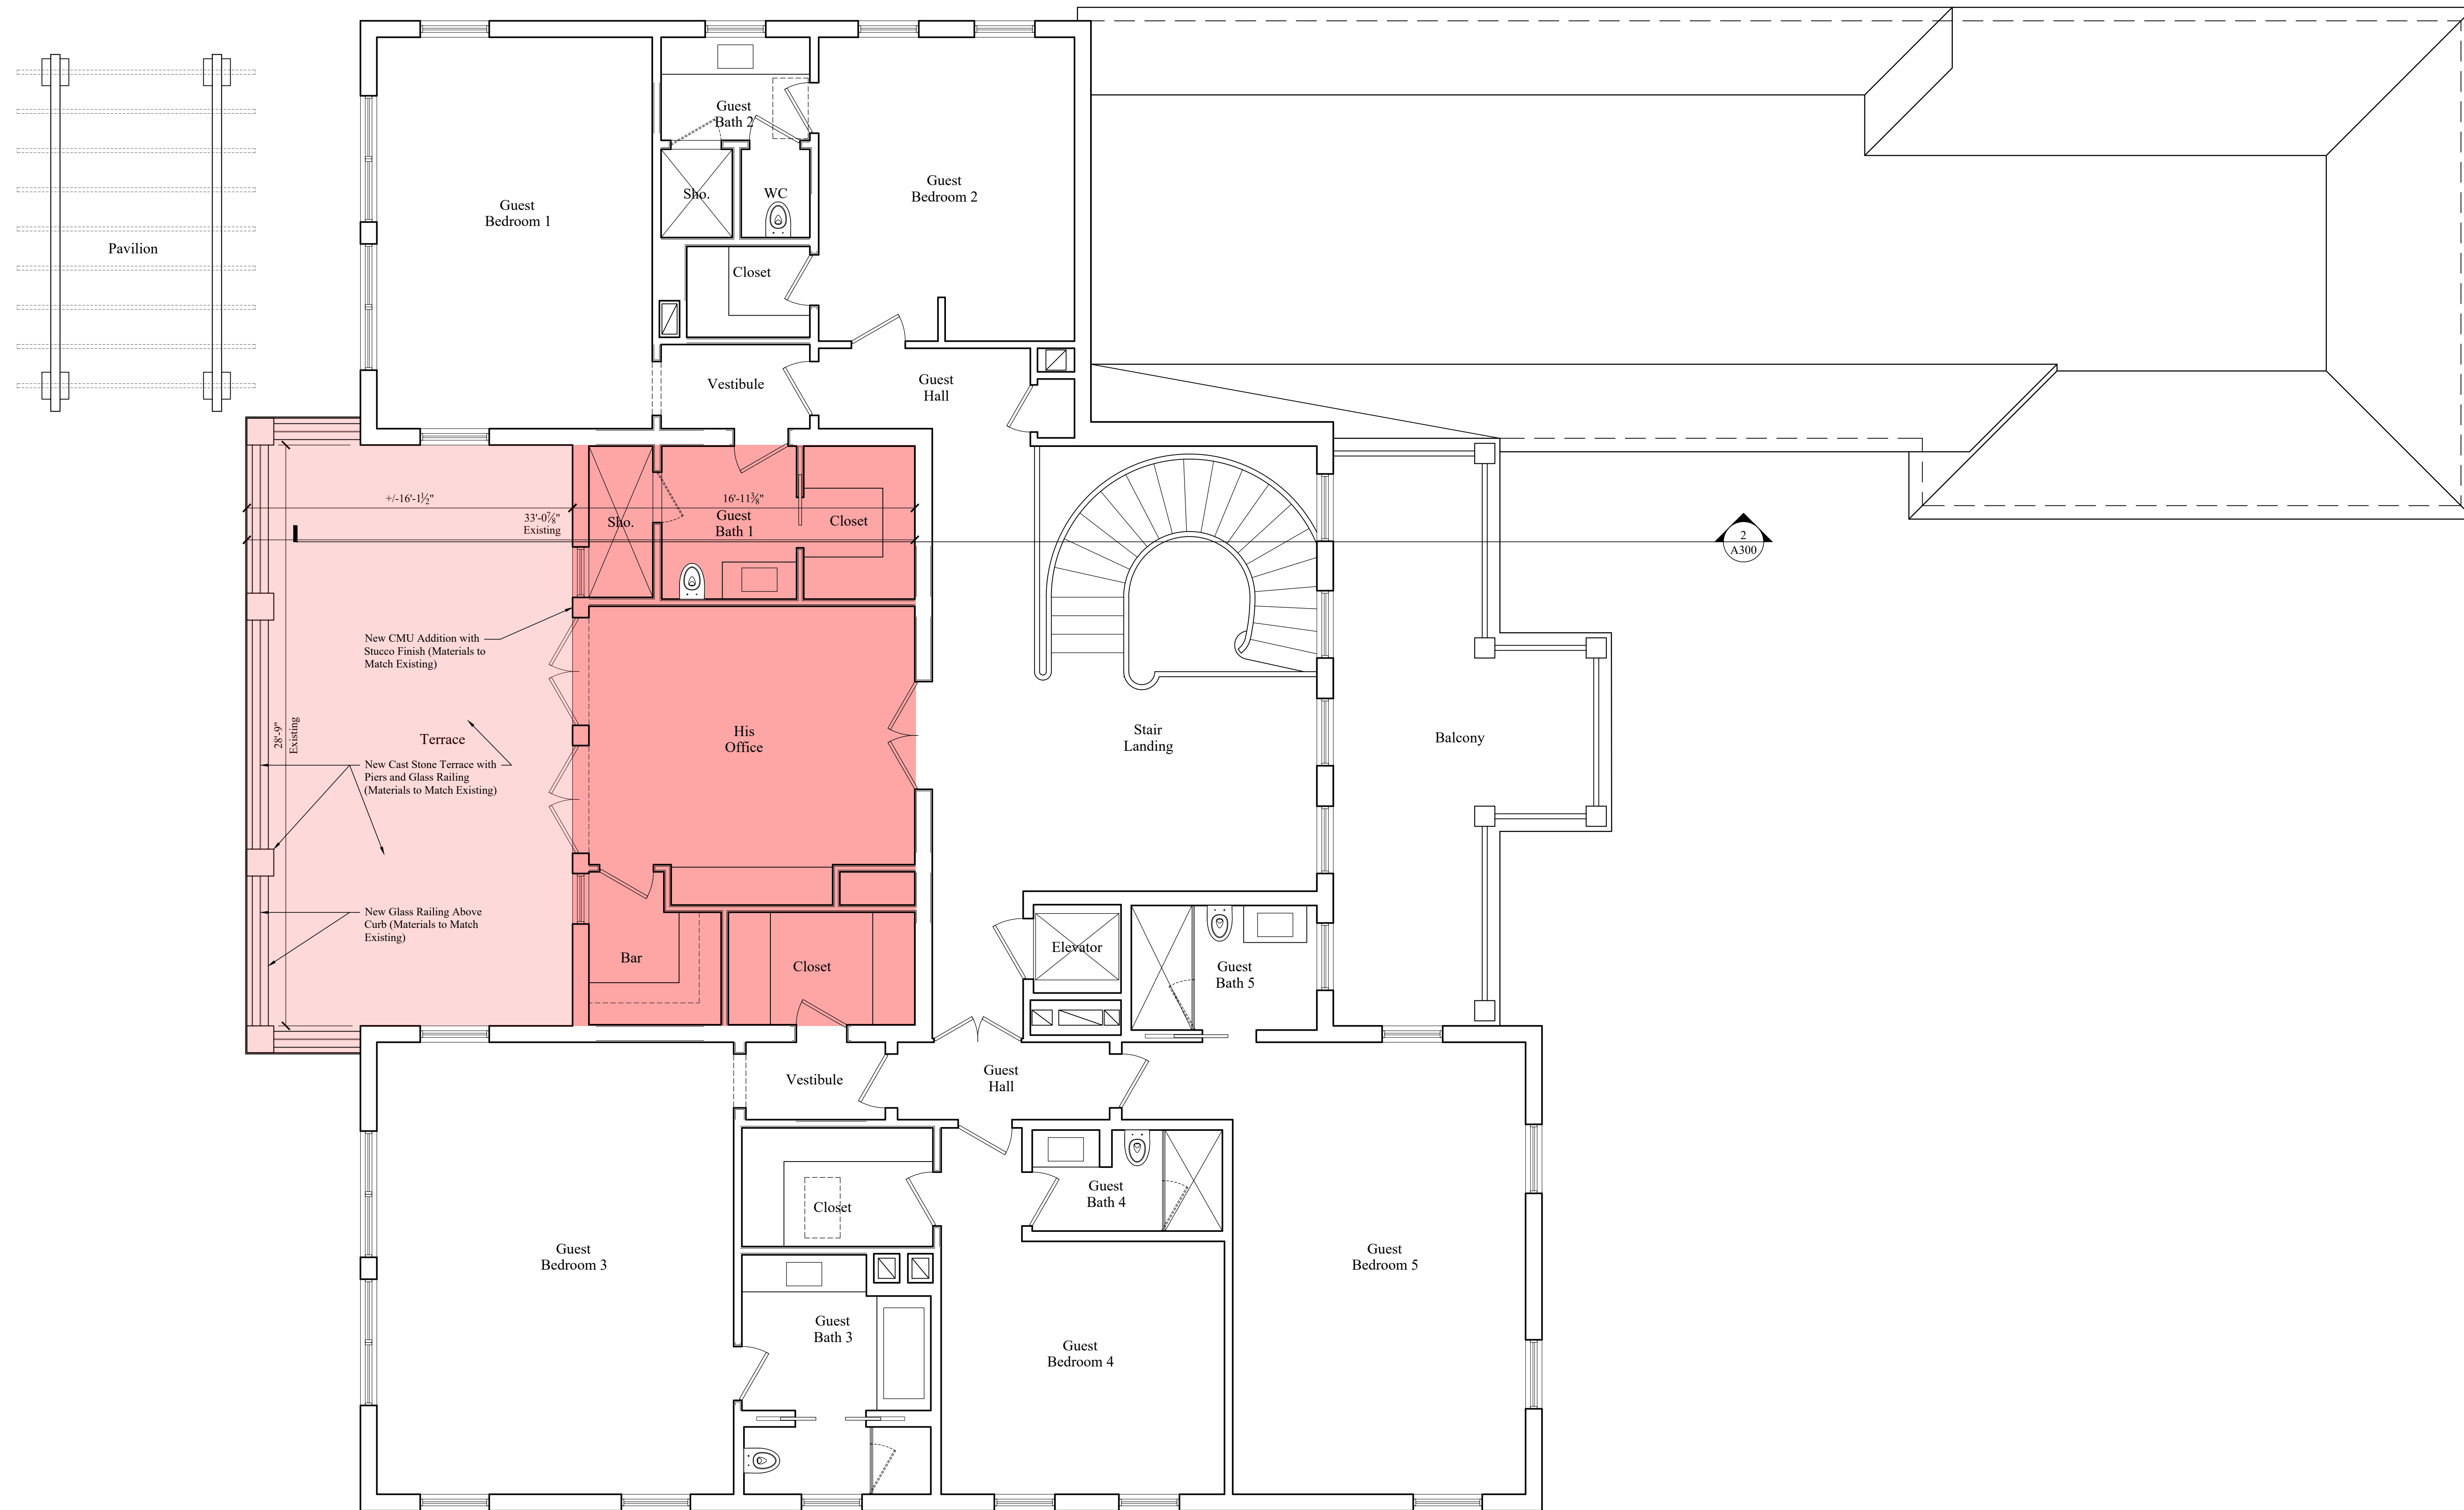 Guest
Bath 2
Guest
Bedroom 2
Sho.
WC
Guest
Bedroom 1
Pavilion
Closet
Vestibule
Guest
Hall
+/-16'-1½"
16'-11⅜"
33'-0⅞"
Existing
Sho.
Guest
Bath 1
Closet
2
A300
New CMU Addition with
Stucco Finish (Materials to
Match Existing)
28'-9"
Existing
Terrace
His
Office
Stair
Landing
Balcony
New Cast Stone Terrace with
Piers and Glass Railing
(Materials to Match Existing)
New Glass Railing Above
Curb (Materials to Match
Existing)
Bar
Closet
Elevator
Guest
Bath 5
Vestibule
Guest
Hall
Closet
Guest
Bath 4
Guest
Bedroom 3
Guest
Bedroom 5
Guest
Bath 3
Guest
Bedroom 4